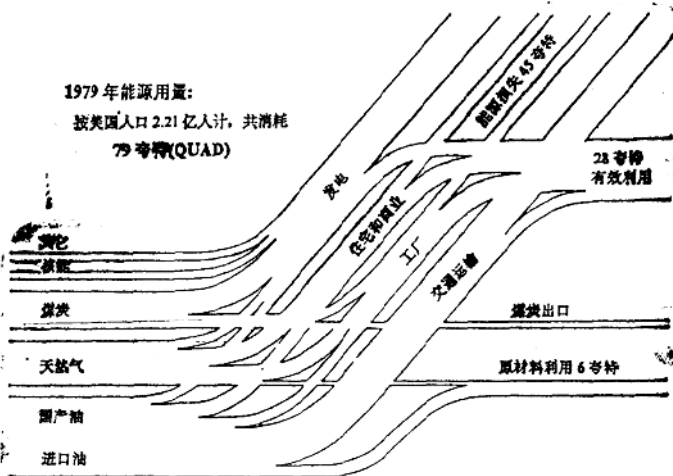 1979 年能源用量:
按美国人口 2.21 亿人计，共消耗
79 夸特(QUAD)
能源损失 45 夸特
28 夸特
有效利用
发电
住宅和商业
工厂
交通运输
其它
核能
煤炭
煤炭出口
天然气
原材料利用 6 夸特
国产油
进口油